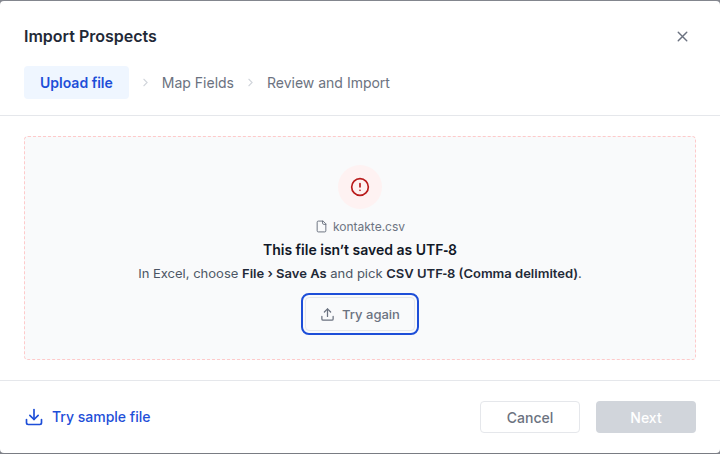 Import Prospects
Upload file
Map Fields
Review and Import
kontakte.csv
This file isn’t saved as UTF-8
In Excel, choose File › Save As and pick CSV UTF-8 (Comma delimited).
Try again
Try sample file
Cancel
Next